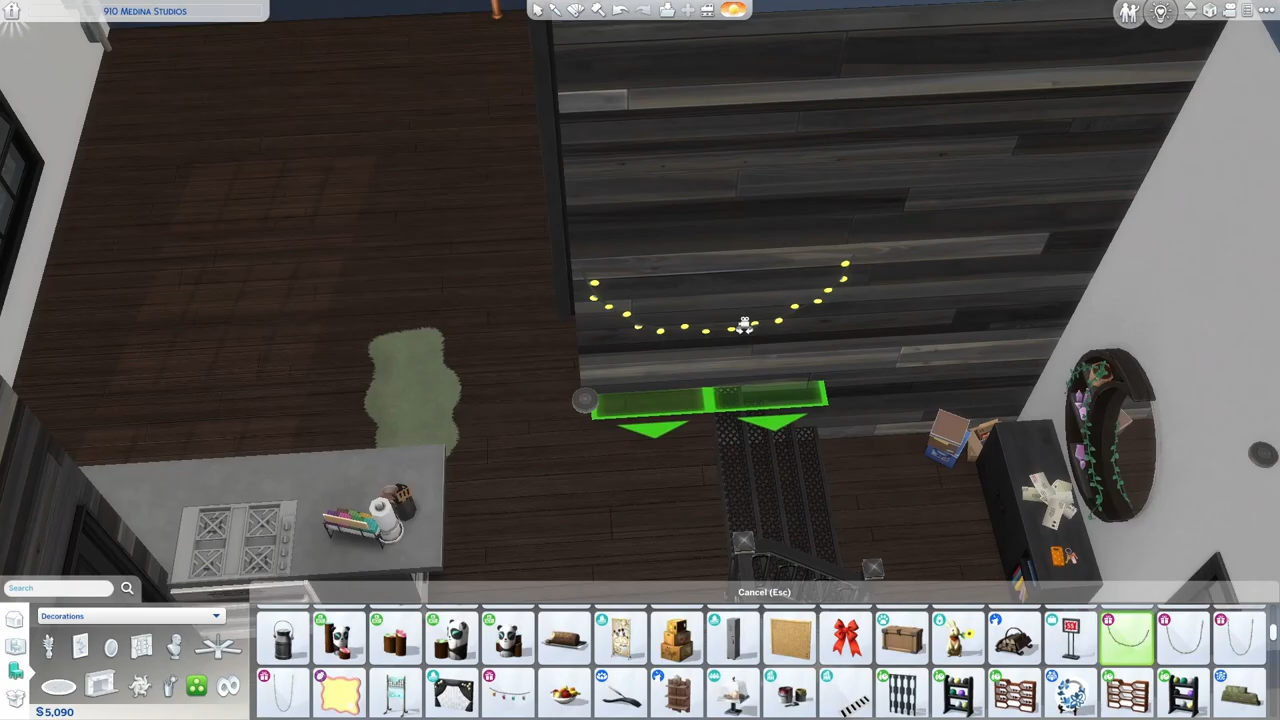 910 MEDINA STUDIOS
Cancel (Esc)
Search
Decorations
§5,090